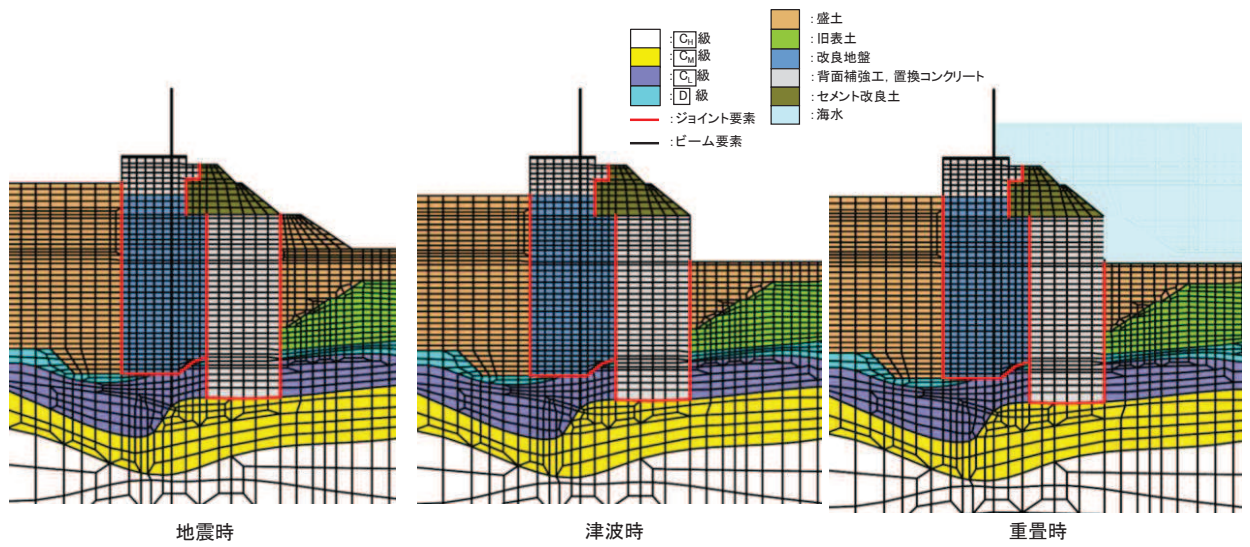 :CH級
:CM級
:CL級
:D 級
:ジョイント要素
:ビーム要素
:盛土
:旧表土
:改良地盤
:背面補強工, 置換コンクリート
:セメント改良土
:海水
地震時
津波時
重畳時